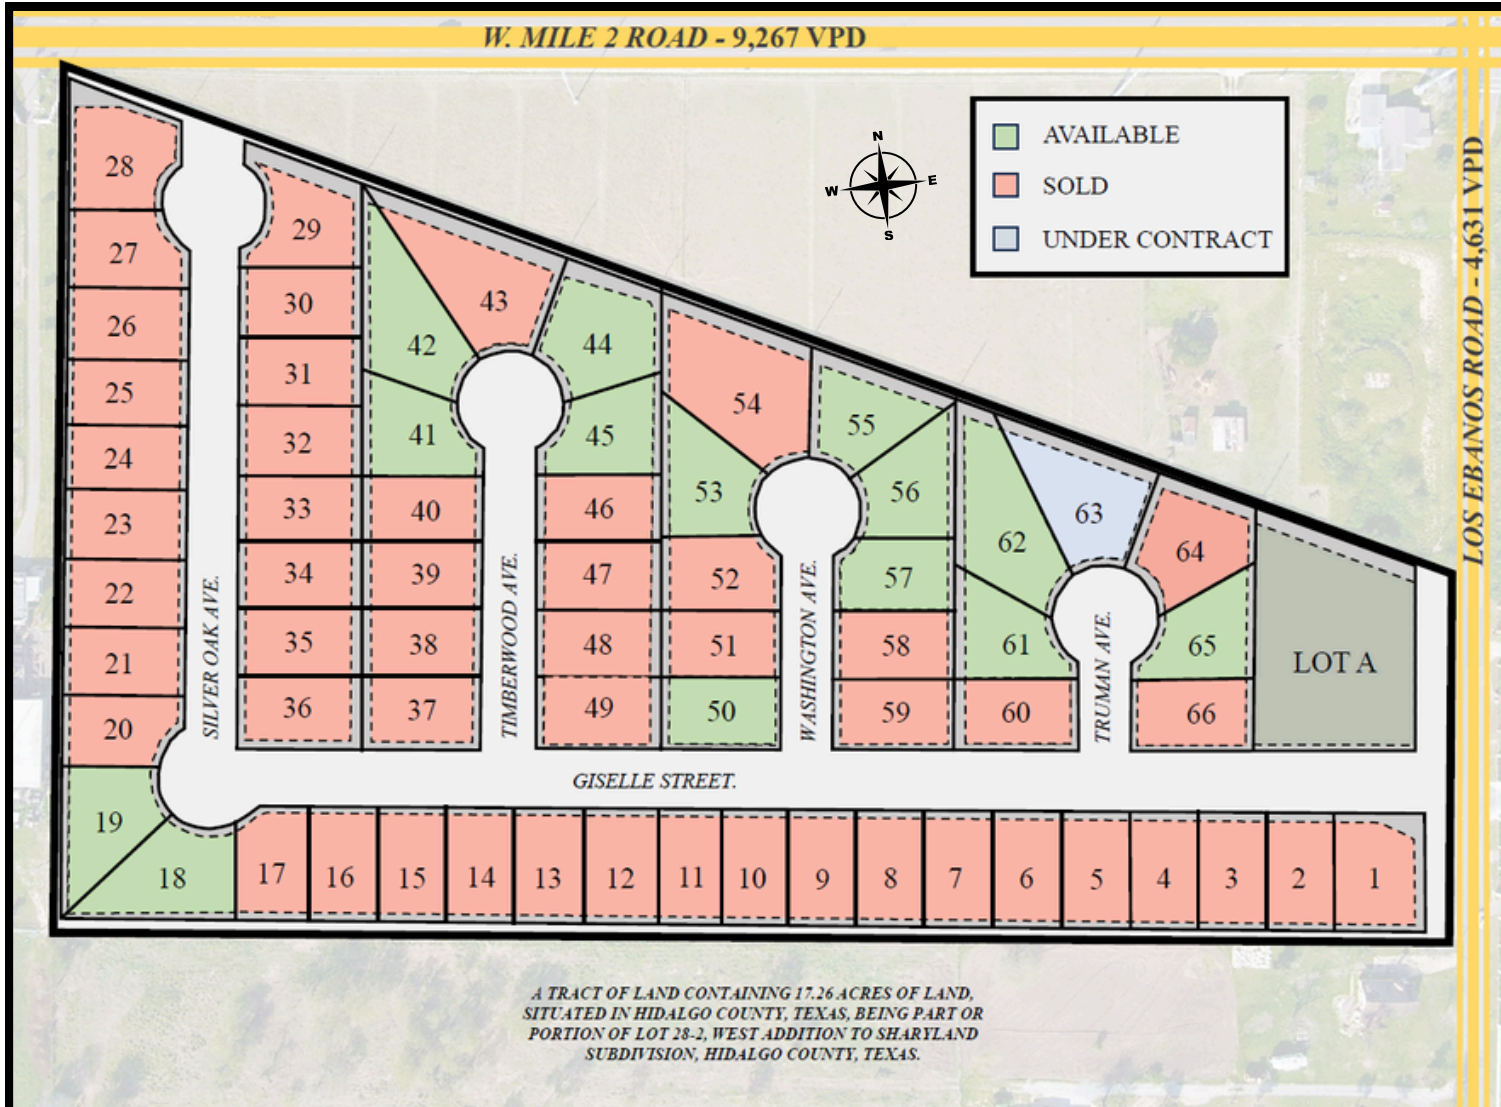 W. MILE 2 ROAD - 9,267 VPD
LOS EBANOS ROAD - 4,631 VPD
N
W E
S
AVAILABLE
SOLD
UNDER CONTRACT
28
27
26
25
24
23
22
21
20
19
18
SILVER OAK AVE.
29
30
31
32
33
34
35
36
42
41
40
39
38
37
43
TIMBERWOOD AVE.
44
45
46
47
48
49
54
53
52
51
50
WASHINGTON AVE.
55
56
57
58
59
62
61
60
63
TRUMAN AVE.
64
65
66
LOT A
GISELLE STREET.
17 16 15 14 13 12 11 10 9 8 7 6 5 4 3 2 1
A TRACT OF LAND CONTAINING 17.26 ACRES OF LAND,
SITUATED IN HIDALGO COUNTY, TEXAS, BEING PART OR
PORTION OF LOT 28-2, WEST ADDITION TO SHARYLAND
SUBDIVISION, HIDALGO COUNTY, TEXAS.